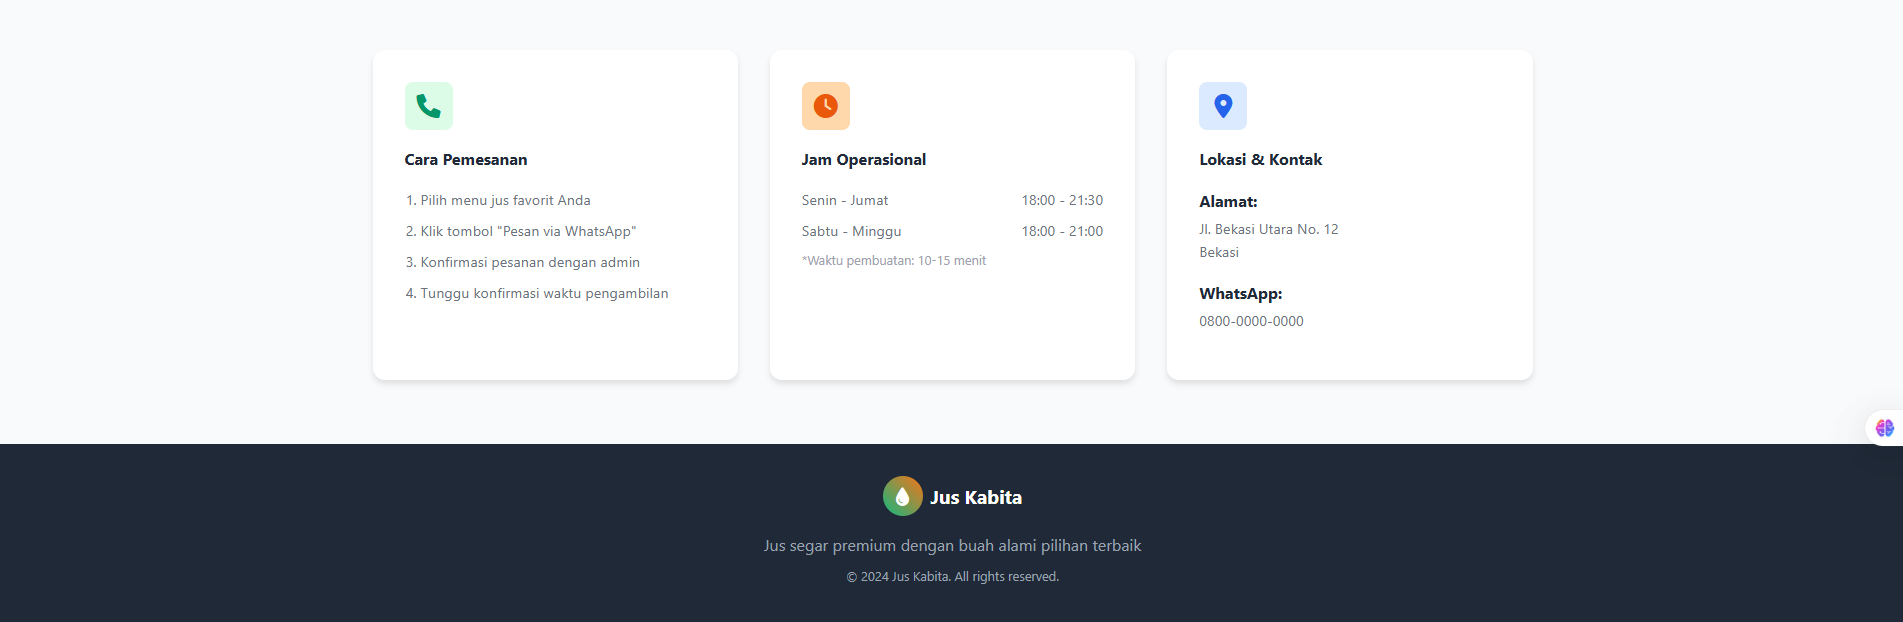 Cara Pemesanan
1. Pilih menu jus favorit Anda
2. Klik tombol "Pesan via WhatsApp"
3. Konfirmasi pesanan dengan admin
4. Tunggu konfirmasi waktu pengambilan
Jam Operasional
Senin - Jumat 18:00 - 21:30
Sabtu - Minggu 18:00 - 21:00
*Waktu pembuatan: 10-15 menit
Lokasi & Kontak
Alamat:
Jl. Bekasi Utara No. 12
Bekasi
WhatsApp:
0800-0000-0000
Jus Kabita
Jus segar premium dengan buah alami pilihan terbaik
© 2024 Jus Kabita. All rights reserved.